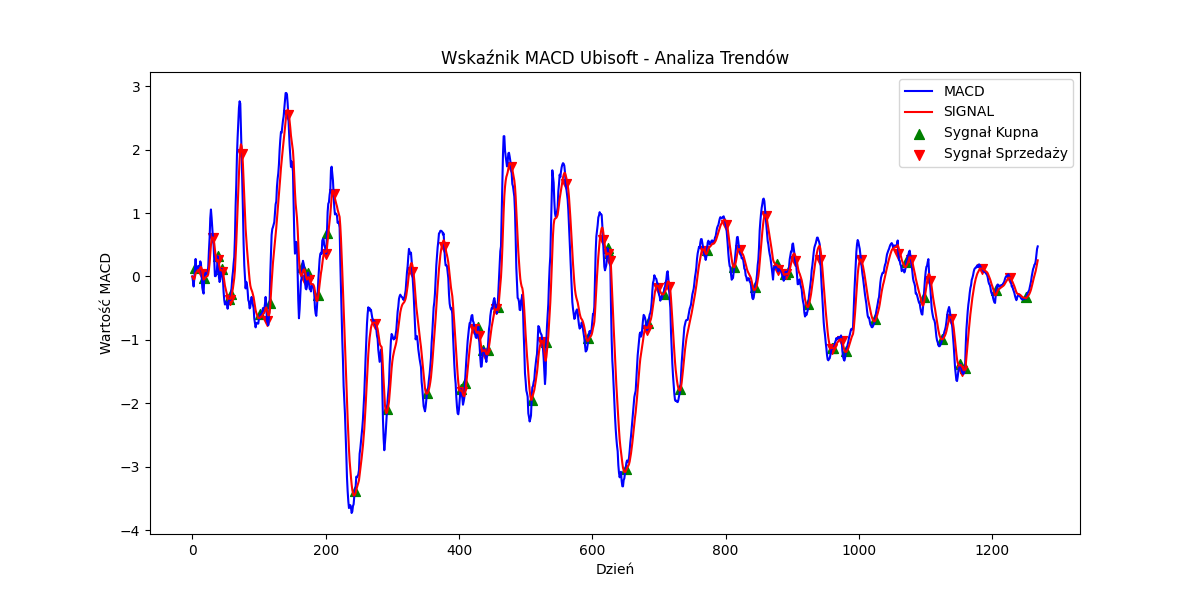 Wskaźnik MACD Ubisoft - Analiza Trendów
MACD
SIGNAL
Sygnał Kupna
Sygnał Sprzedaży
3
2
1
0
−1
−2
−3
−4
Wartość MACD
0 200 400 600 800 1000 1200
Dzień